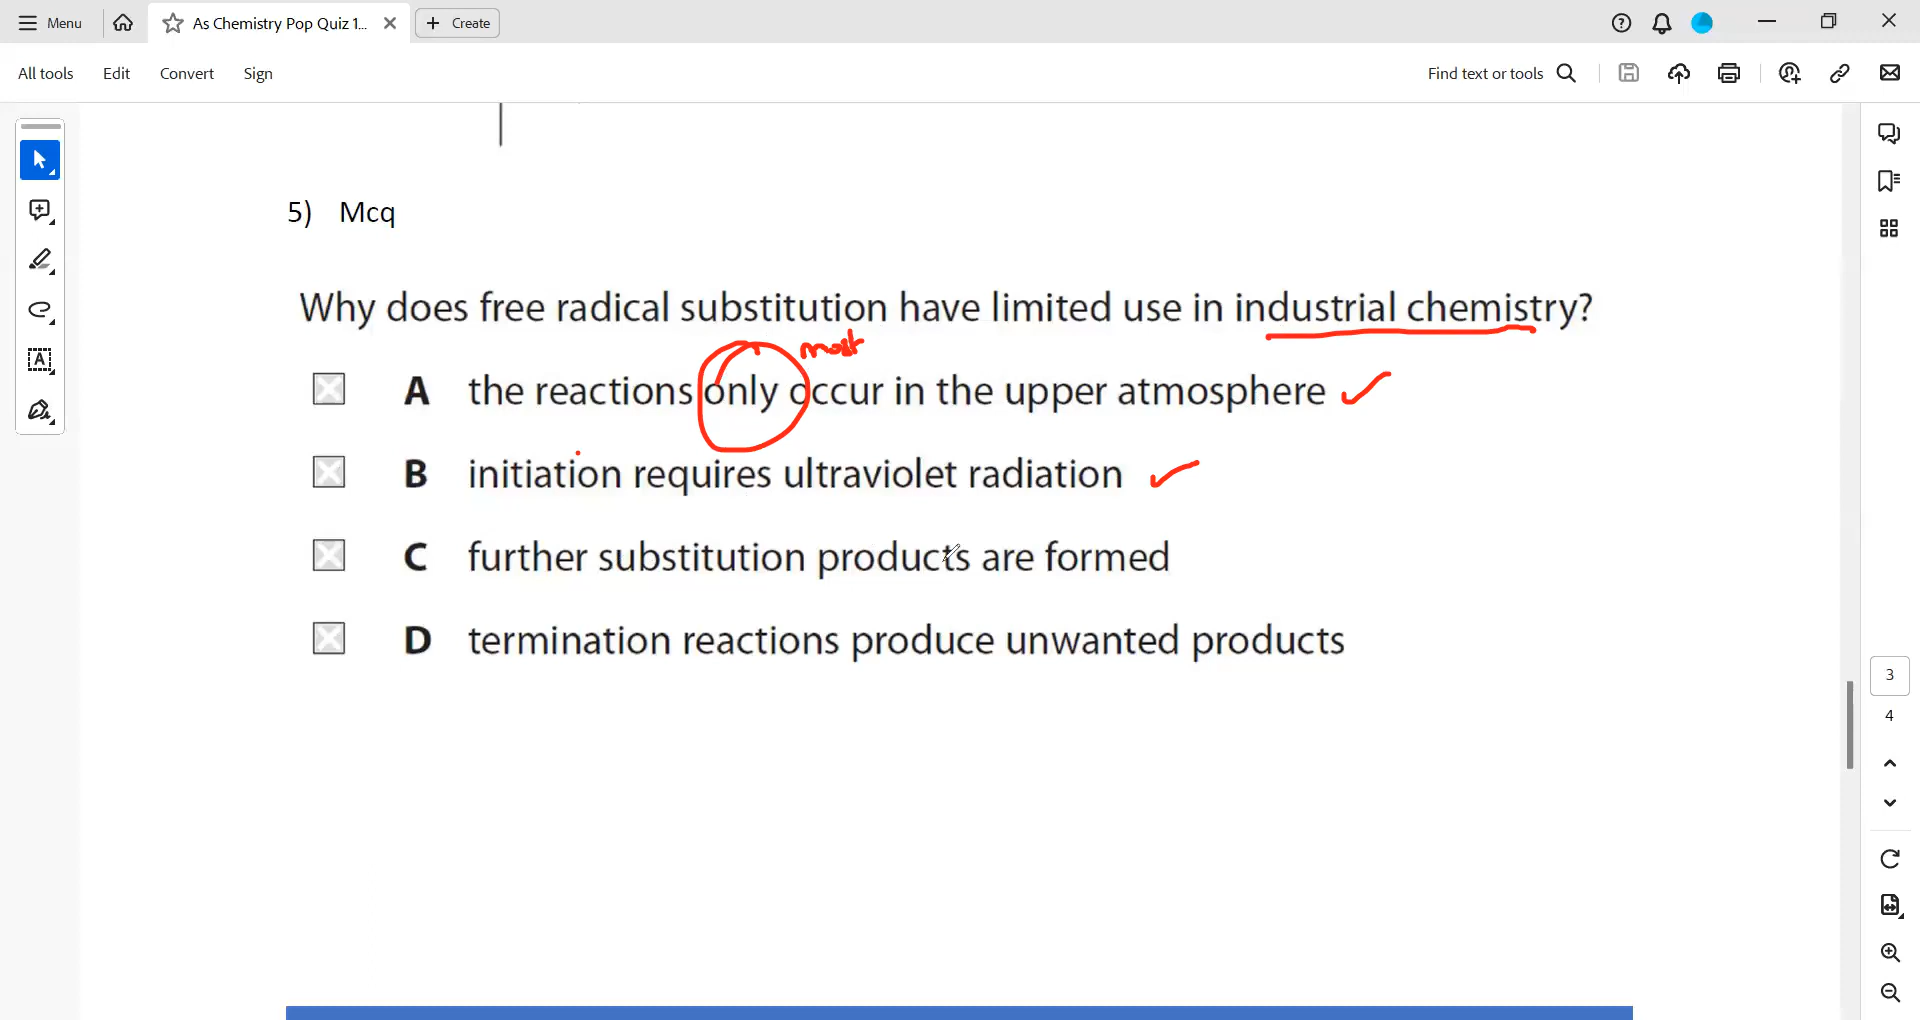 Menu
As Chemistry Pop Quiz 1...
Create
All tools
Edit
Convert
Sign
Find text or tools
5) Mcq
Why does free radical substitution have limited use in industrial chemistry?
most
A the reactions only occur in the upper atmosphere
B initiation requires ultraviolet radiation
C further substitution products are formed
D termination reactions produce unwanted products
3
4